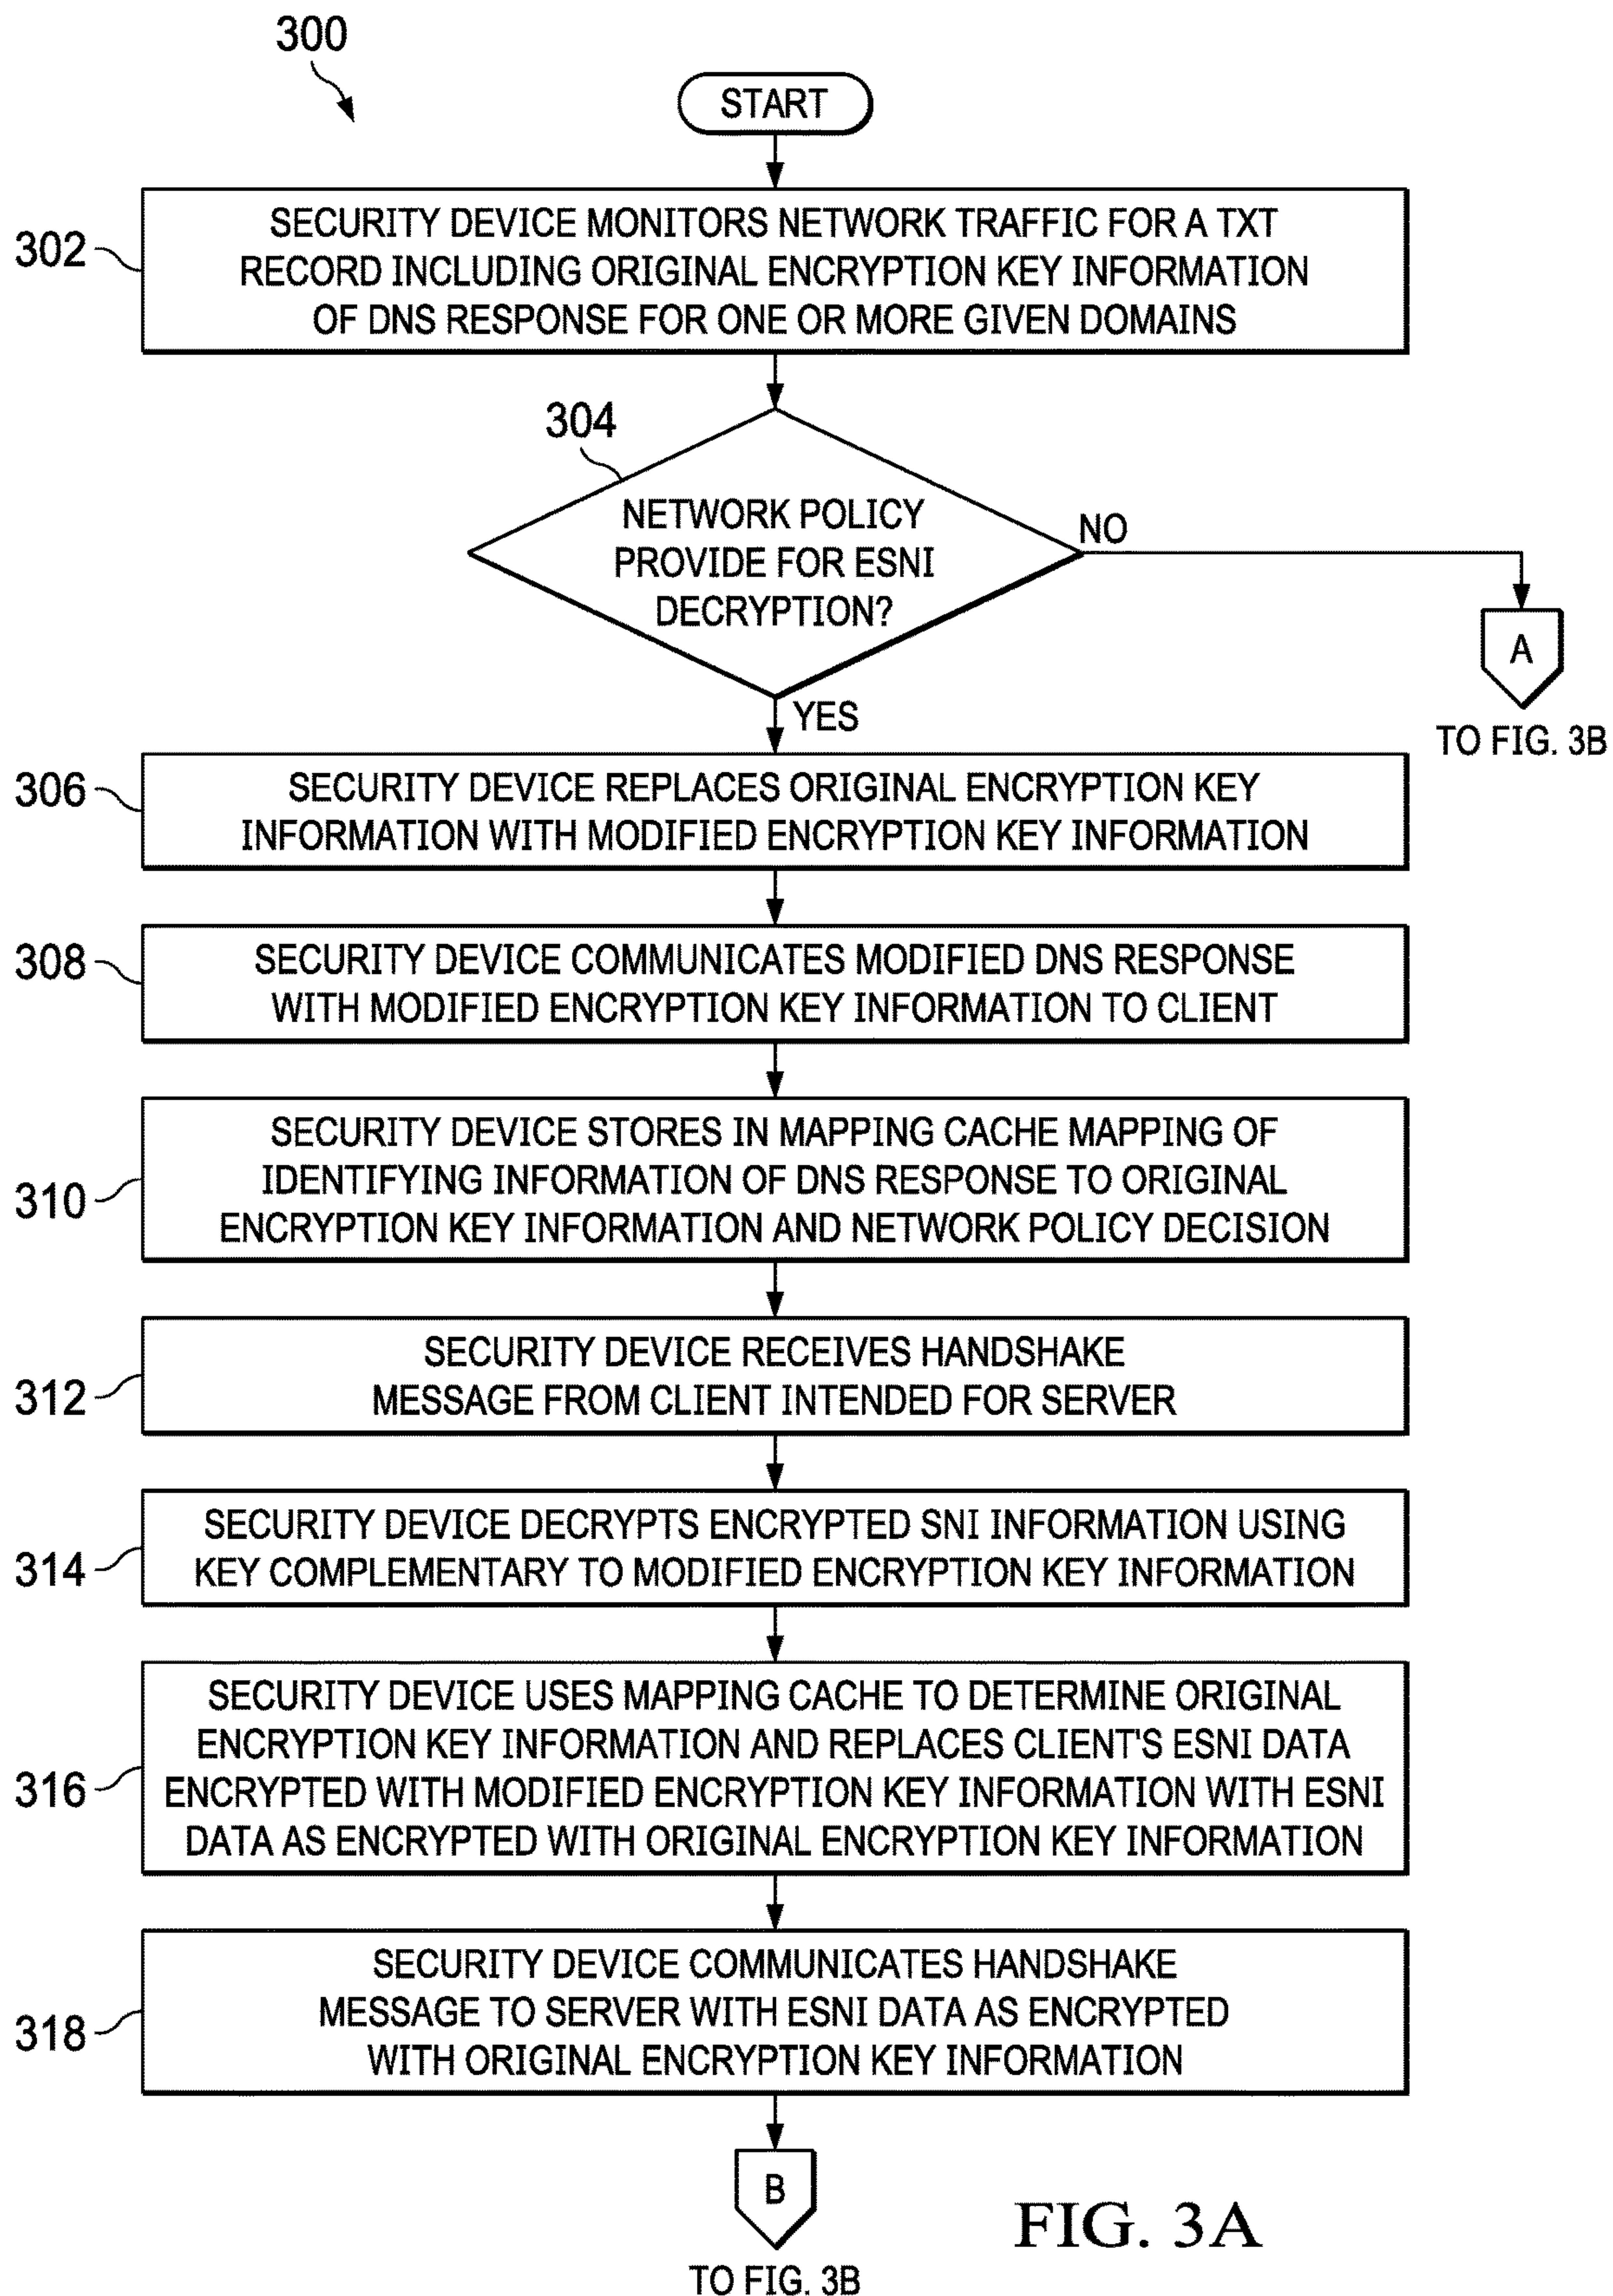 300
START
302
SECURITY DEVICE MONITORS NETWORK TRAFFIC FOR A TXT
RECORD INCLUDING ORIGINAL ENCRYPTION KEY INFORMATION
OF DNS RESPONSE FOR ONE OR MORE GIVEN DOMAINS
304
NETWORK POLICY
PROVIDE FOR ESNI
DECRYPTION?
NO
A
TO FIG. 3B
YES
306
SECURITY DEVICE REPLACES ORIGINAL ENCRYPTION KEY
INFORMATION WITH MODIFIED ENCRYPTION KEY INFORMATION
308
SECURITY DEVICE COMMUNICATES MODIFIED DNS RESPONSE
WITH MODIFIED ENCRYPTION KEY INFORMATION TO CLIENT
310
SECURITY DEVICE STORES IN MAPPING CACHE MAPPING OF
IDENTIFYING INFORMATION OF DNS RESPONSE TO ORIGINAL
ENCRYPTION KEY INFORMATION AND NETWORK POLICY DECISION
312
SECURITY DEVICE RECEIVES HANDSHAKE
MESSAGE FROM CLIENT INTENDED FOR SERVER
314
SECURITY DEVICE DECRYPTS ENCRYPTED SNI INFORMATION USING
KEY COMPLEMENTARY TO MODIFIED ENCRYPTION KEY INFORMATION
316
SECURITY DEVICE USES MAPPING CACHE TO DETERMINE ORIGINAL
ENCRYPTION KEY INFORMATION AND REPLACES CLIENT'S ESNI DATA
ENCRYPTED WITH MODIFIED ENCRYPTION KEY INFORMATION WITH ESNI
DATA AS ENCRYPTED WITH ORIGINAL ENCRYPTION KEY INFORMATION
318
SECURITY DEVICE COMMUNICATES HANDSHAKE
MESSAGE TO SERVER WITH ESNI DATA AS ENCRYPTED
WITH ORIGINAL ENCRYPTION KEY INFORMATION
B
TO FIG. 3B
FIG. 3A